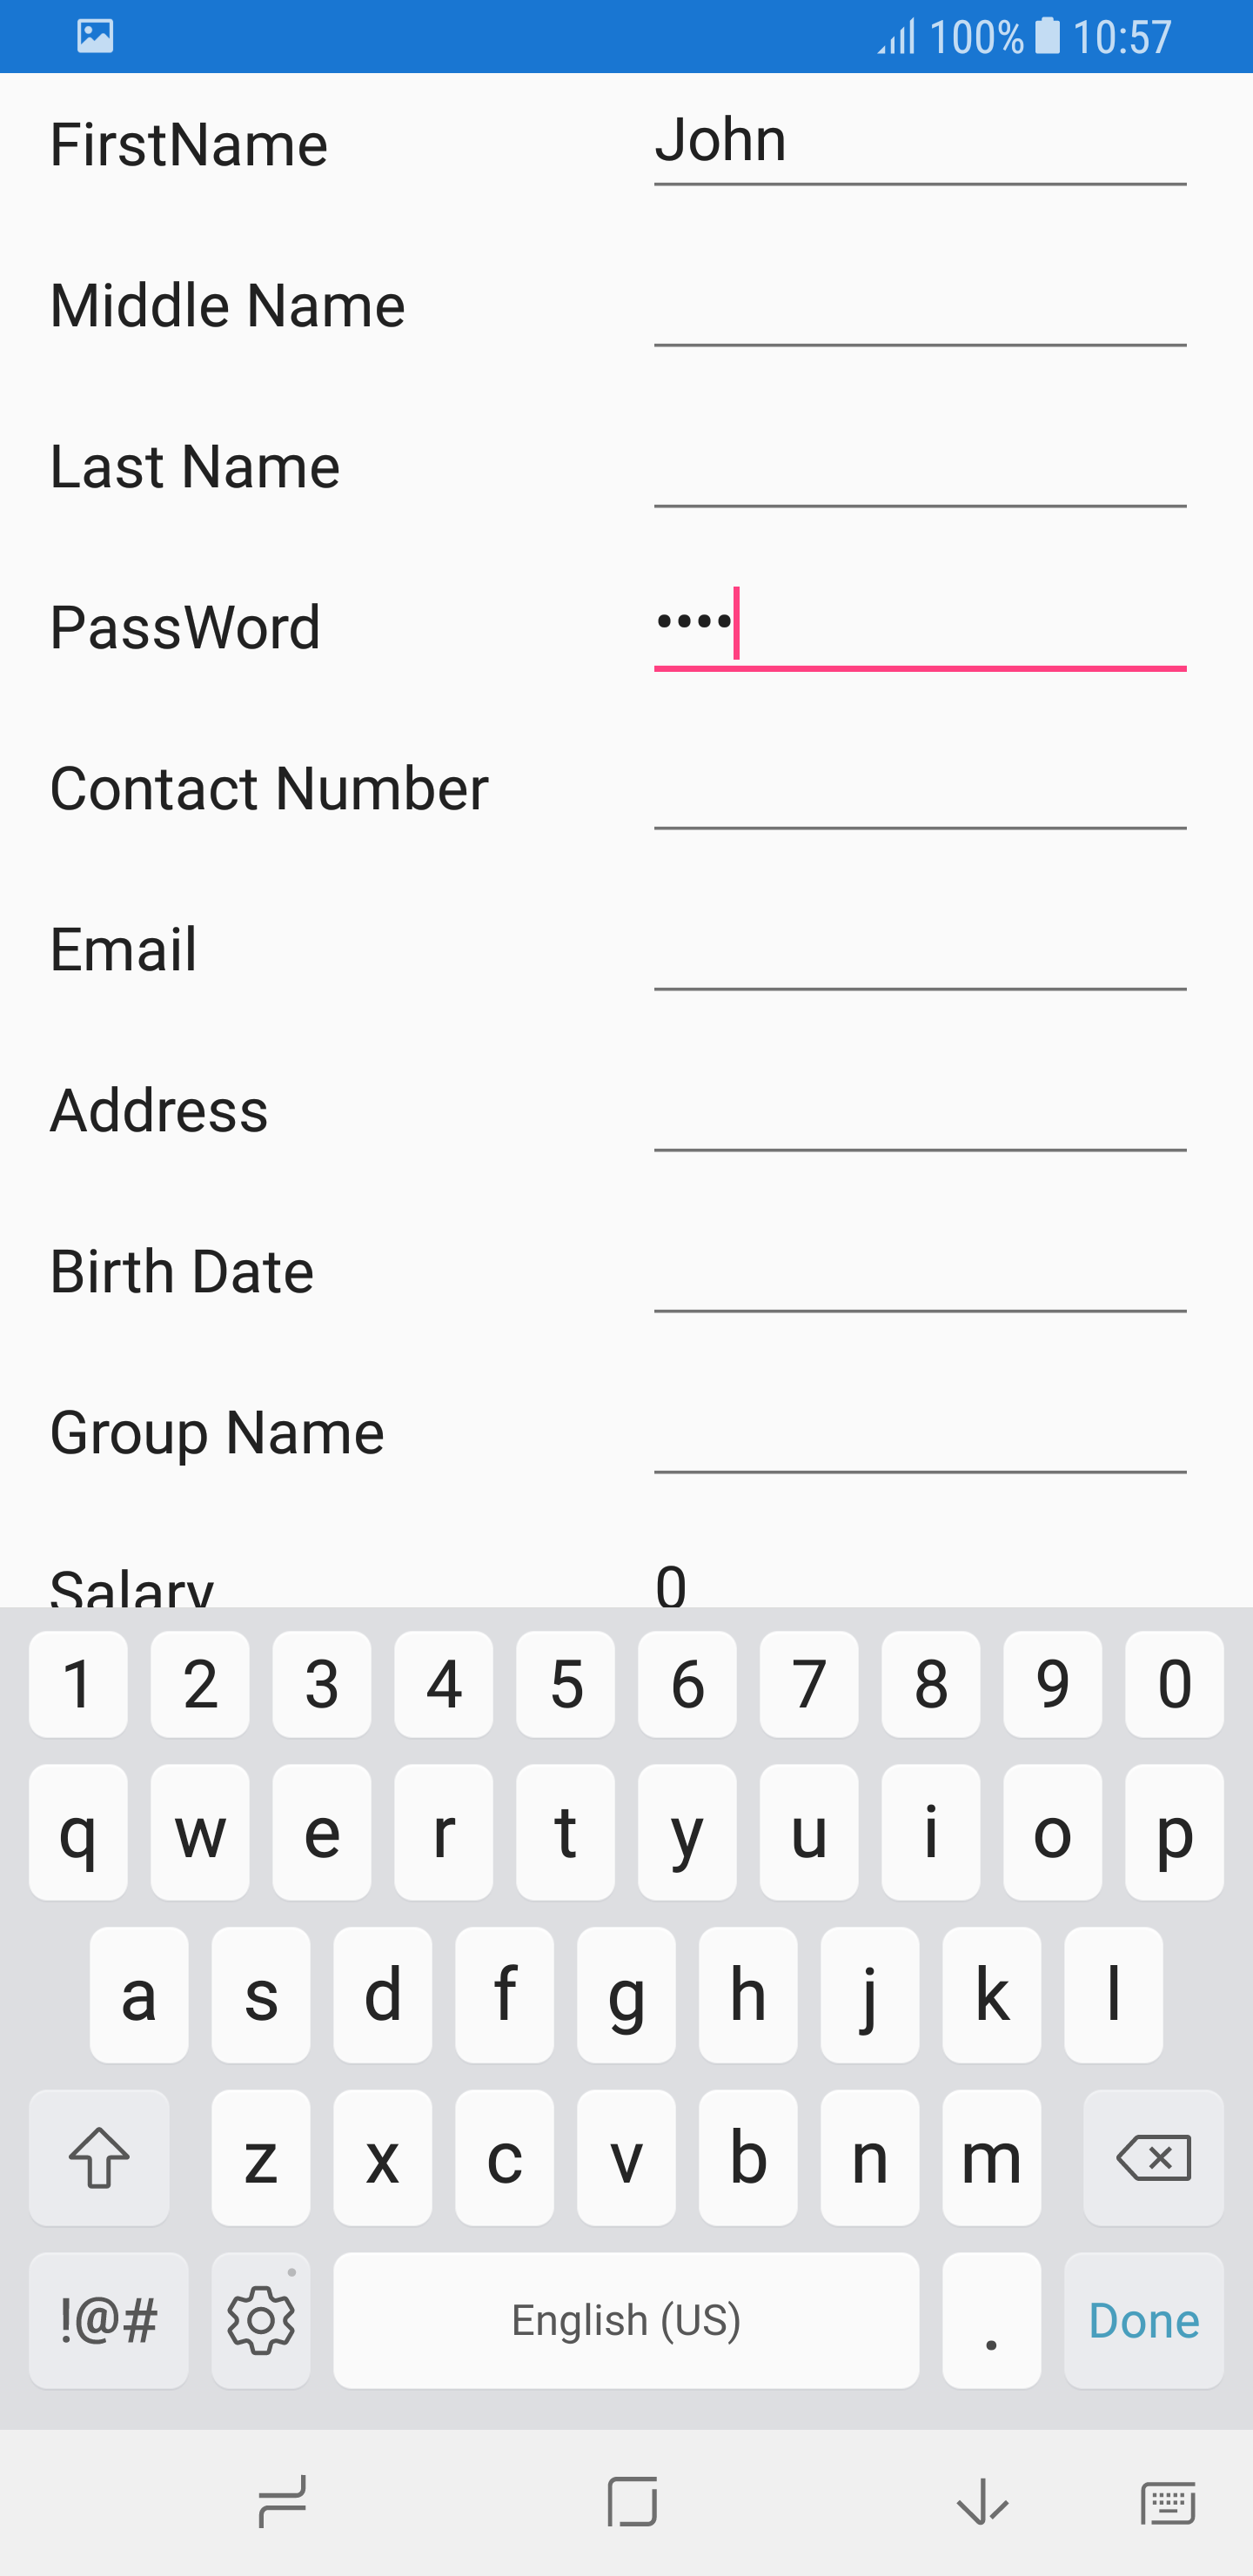 100% 10:57
FirstName John
Middle Name
Last Name
PassWord ••••
Contact Number
Email
Address
Birth Date
Group Name
Salary 0
1 2 3 4 5 6 7 8 9 0
q w e r t y u i o p
a s d f g h j k l
z x c v b n m
!@# English (US) . Done